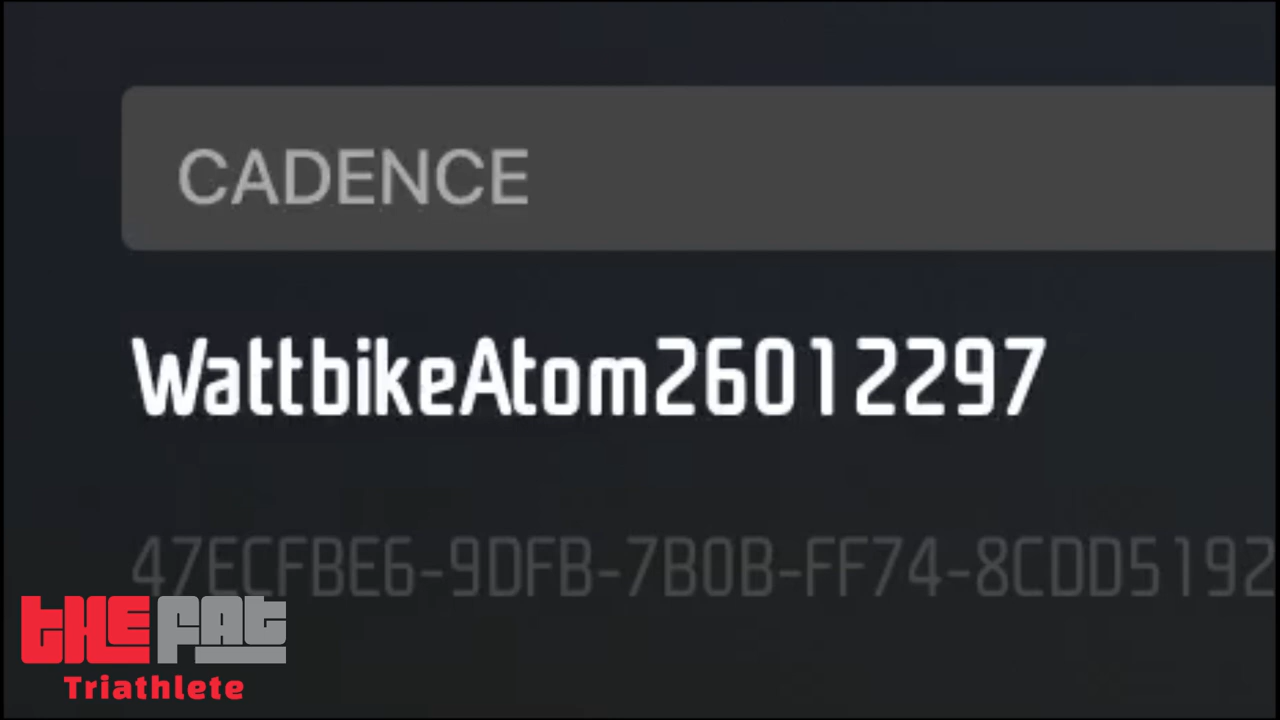 CADENCE
WattbikeAtom26012297
47ECFBE6-9DFB-7B0B-FF74-8CDD5192
THE FAT
Triathlete